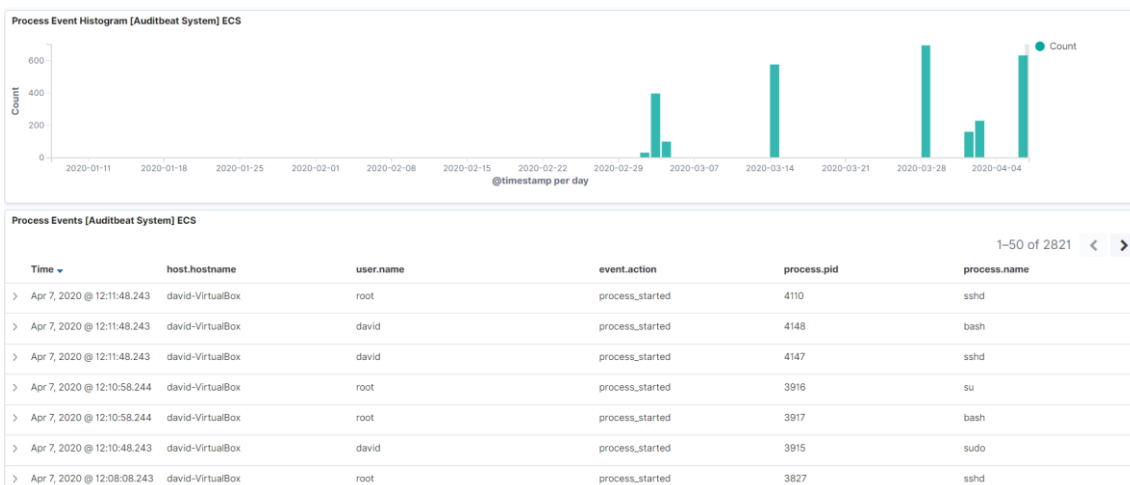 Process Event Histogram [Auditbeat System] ECS
Count
600
400
200
0
Count
2020-01-11 2020-01-18 2020-01-25 2020-02-01 2020-02-08 2020-02-15 2020-02-22 2020-02-29 2020-03-07 2020-03-14 2020-03-21 2020-03-28 2020-04-04
@timestamp per day
Process Events [Auditbeat System] ECS
1–50 of 2821
Time host.hostname user.name event.action process.pid process.name
Apr 7, 2020 @ 12:11:48.243 david-VirtualBox root process_started 4110 sshd
Apr 7, 2020 @ 12:11:48.243 david-VirtualBox david process_started 4148 bash
Apr 7, 2020 @ 12:11:48.243 david-VirtualBox david process_started 4147 sshd
Apr 7, 2020 @ 12:10:58.244 david-VirtualBox root process_started 3916 su
Apr 7, 2020 @ 12:10:58.244 david-VirtualBox root process_started 3917 bash
Apr 7, 2020 @ 12:10:48.243 david-VirtualBox david process_started 3915 sudo
Apr 7, 2020 @ 12:08:08.243 david-VirtualBox root process_started 3827 sshd